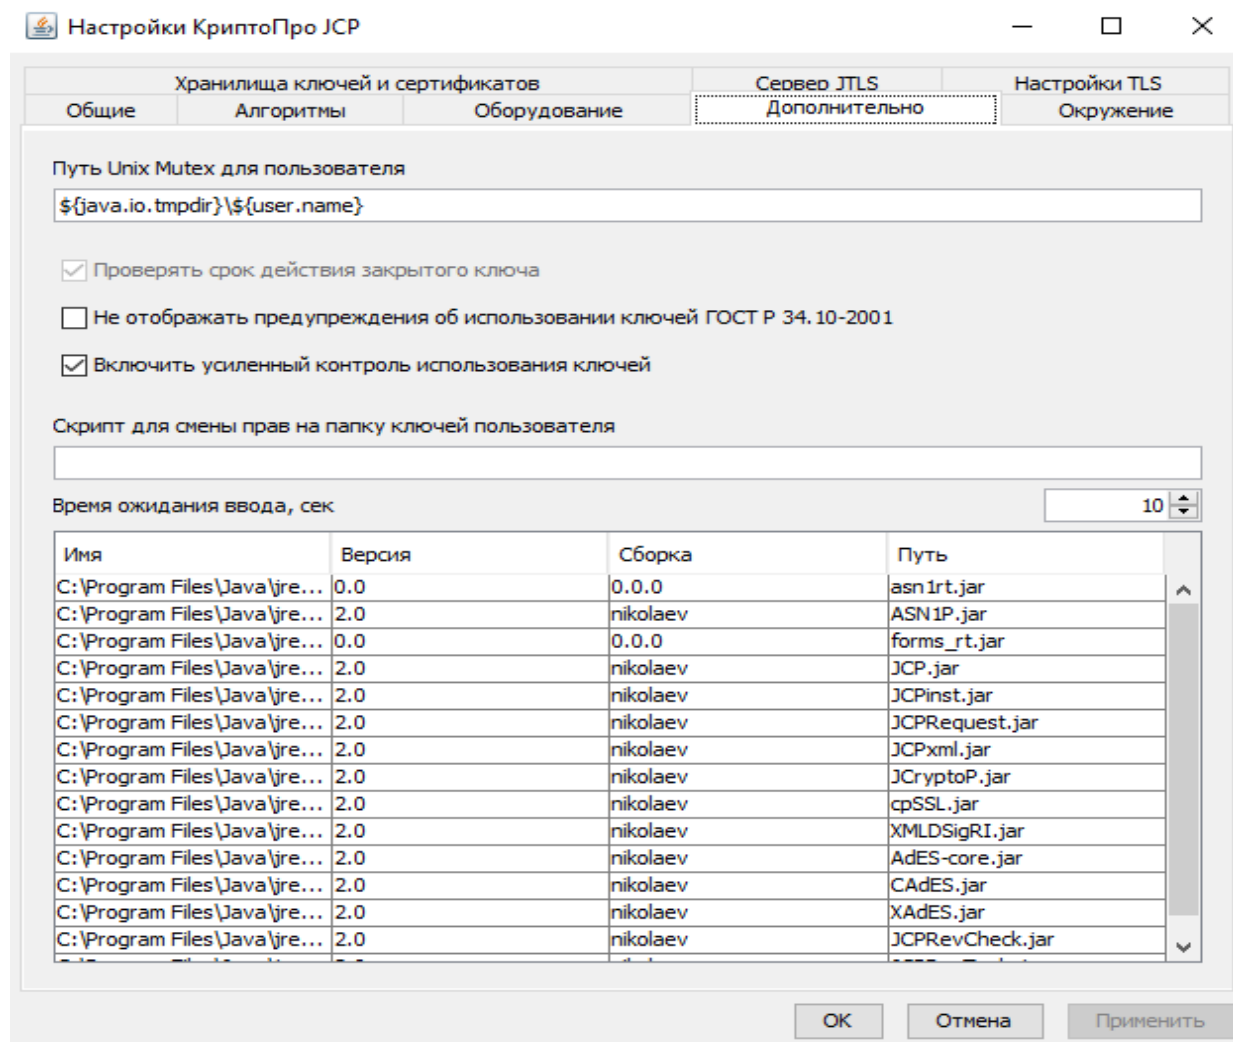 Настройки КриптоПро JCP
Хранилища ключей и сертификатов Сервер JTLS Настройки TLS
Общие Алгоритмы Оборудование Дополнительно Окружение
Путь Unix Mutex для пользователя
${java.io.tmpdir}\${user.name}
Проверять срок действия закрытого ключа
Не отображать предупреждения об использовании ключей ГОСТ Р 34.10-2001
Включить усиленный контроль использования ключей
Скрипт для смены прав на папку ключей пользователя
Время ожидания ввода, сек 10
Имя Версия Сборка Путь
C:\Program Files\Java\jre... 0.0 0.0.0 asn1rt.jar
C:\Program Files\Java\jre... 2.0 nikolaev ASN1P.jar
C:\Program Files\Java\jre... 0.0 0.0.0 forms_rt.jar
C:\Program Files\Java\jre... 2.0 nikolaev JCP.jar
C:\Program Files\Java\jre... 2.0 nikolaev JCPinst.jar
C:\Program Files\Java\jre... 2.0 nikolaev JCPRequest.jar
C:\Program Files\Java\jre... 2.0 nikolaev JCPxml.jar
C:\Program Files\Java\jre... 2.0 nikolaev JCryptoP.jar
C:\Program Files\Java\jre... 2.0 nikolaev cpSSL.jar
C:\Program Files\Java\jre... 2.0 nikolaev XMLDSigRI.jar
C:\Program Files\Java\jre... 2.0 nikolaev AdES-core.jar
C:\Program Files\Java\jre... 2.0 nikolaev CAdES.jar
C:\Program Files\Java\jre... 2.0 nikolaev XAdES.jar
C:\Program Files\Java\jre... 2.0 nikolaev JCPRevCheck.jar
OK Отмена Применить